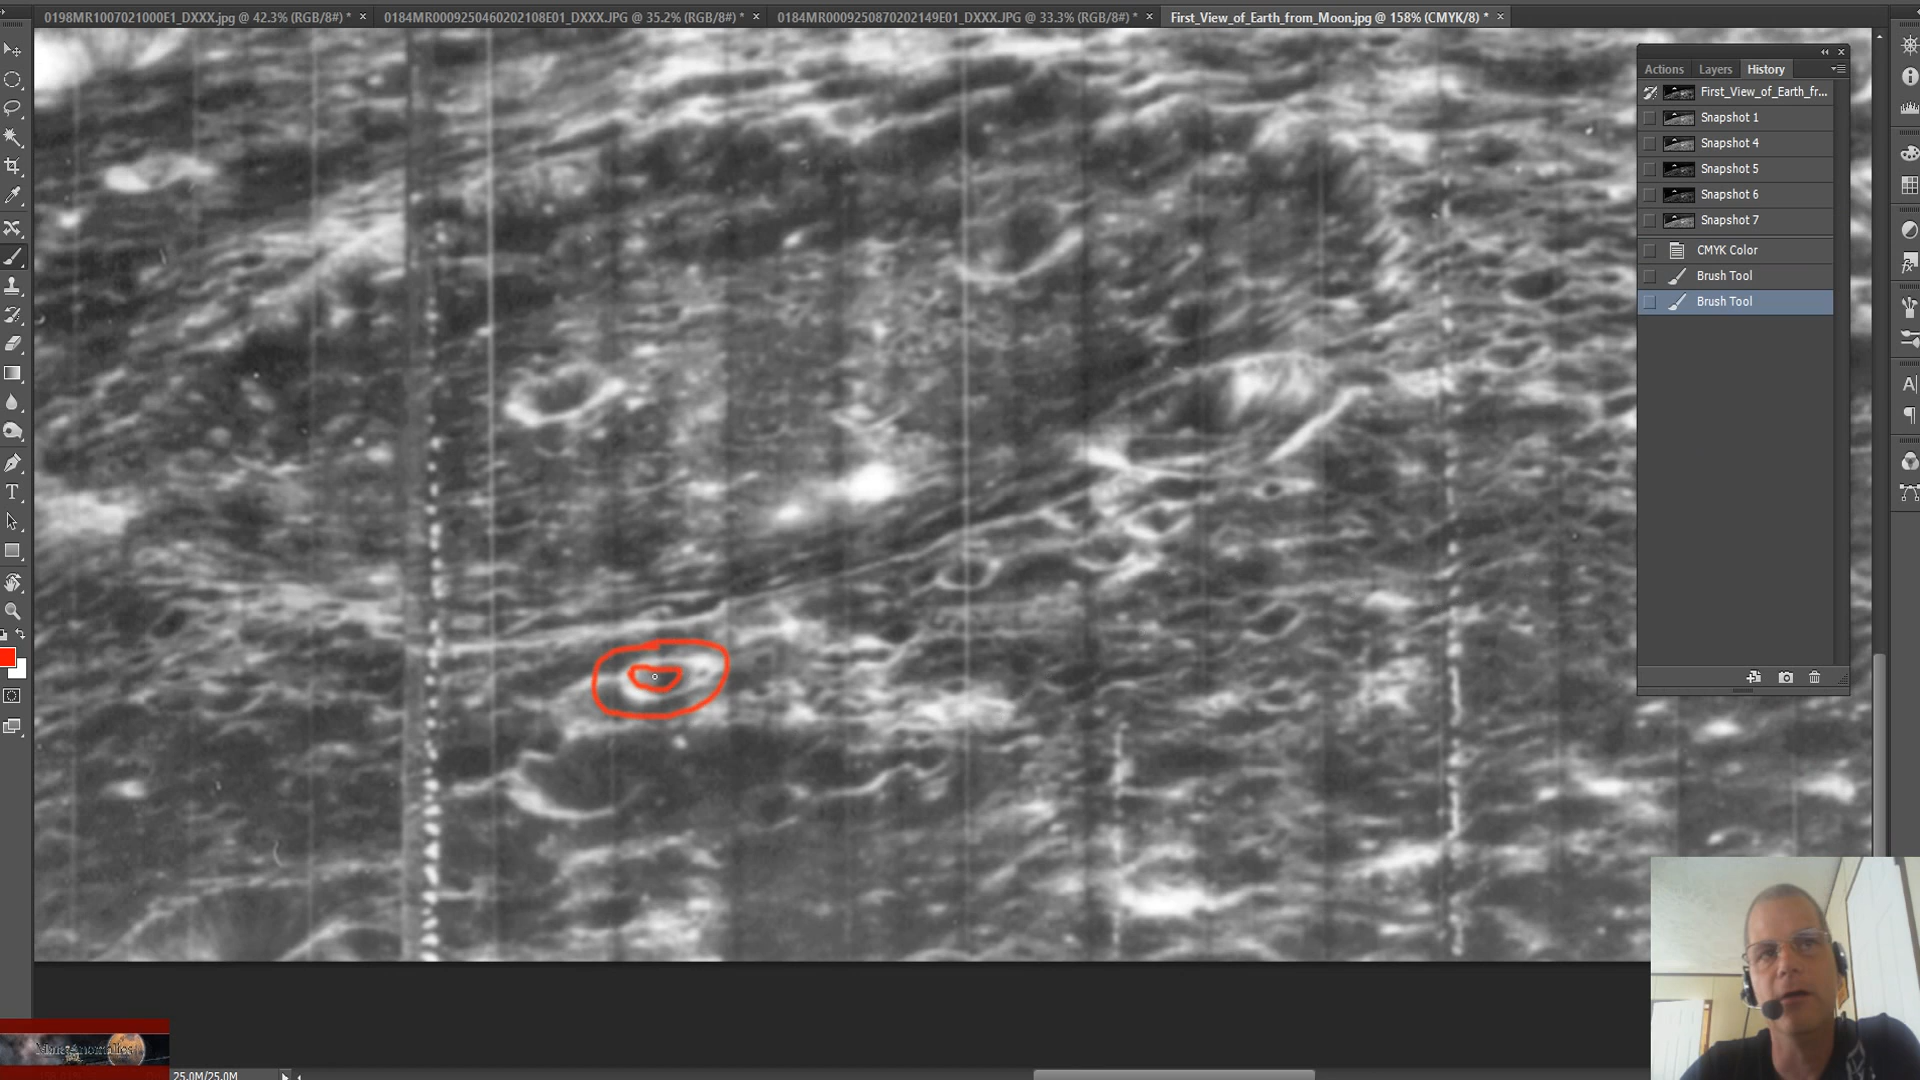 0198MR1007021000E1_DXXX.jpg @ 42.3% (RGB/8#) * ×
0184MR0009250460202108E01_DXXX.JPG @ 35.2% (RGB/8#) * ×
0184MR0009250870202149E01_DXXX.JPG @ 33.3% (RGB/8#) * ×
First_View_of_Earth_from_Moon.jpg @ 158% (CMYK/8) * ×
Actions Layers History
First_View_of_Earth_fr...
Snapshot 1
Snapshot 4
Snapshot 5
Snapshot 6
Snapshot 7
CMYK Color
Brush Tool
Brush Tool
Mars Anomalies
25.0M/25.0M